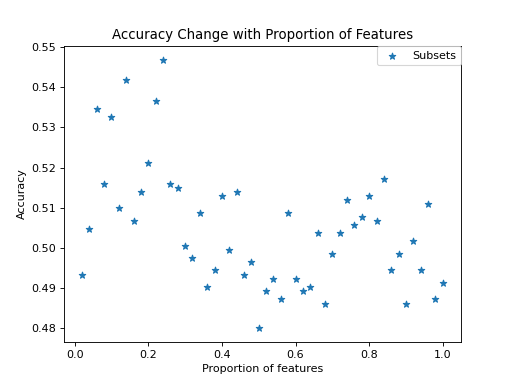 Accuracy Change with Proportion of Features
Subsets
0.55
0.54
0.53
0.52
0.51
0.50
0.49
0.48
Accuracy
0.0 0.2 0.4 0.6 0.8 1.0
Proportion of features